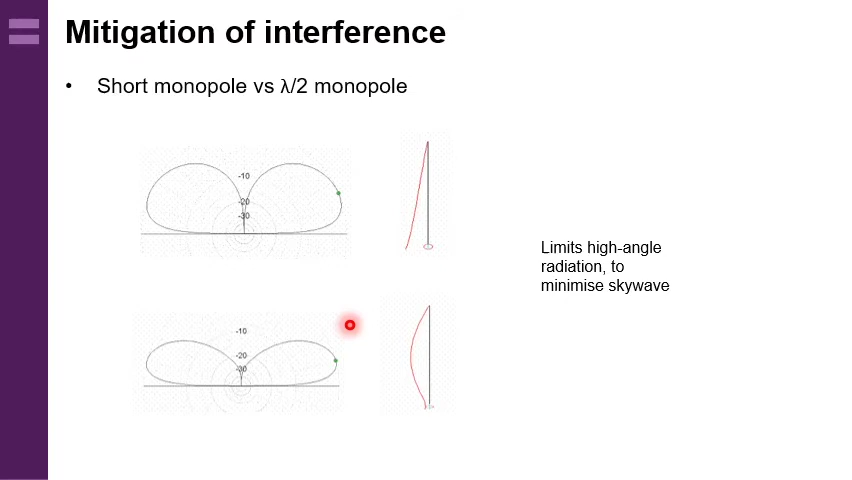 Mitigation of interference
• Short monopole vs λ/2 monopole
-10
-20
-30
Limits high-angle
radiation, to
minimise skywave
-10
-20
-30